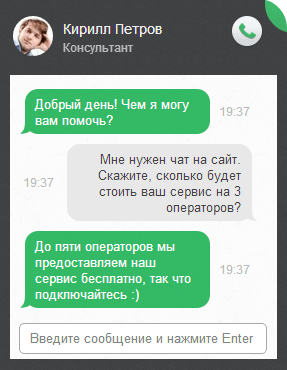 Кирилл Петров
Консультант
Добрый день! Чем я могу
вам помочь?
19:37
Мне нужен чат на сайт.
Скажите, сколько будет
стоить ваш сервис на 3
операторов?
19:37
До пяти операторов мы
предоставляем наш
сервис бесплатно, так что
подключайтесь :)
19:37
Введите сообщение и нажмите Enter